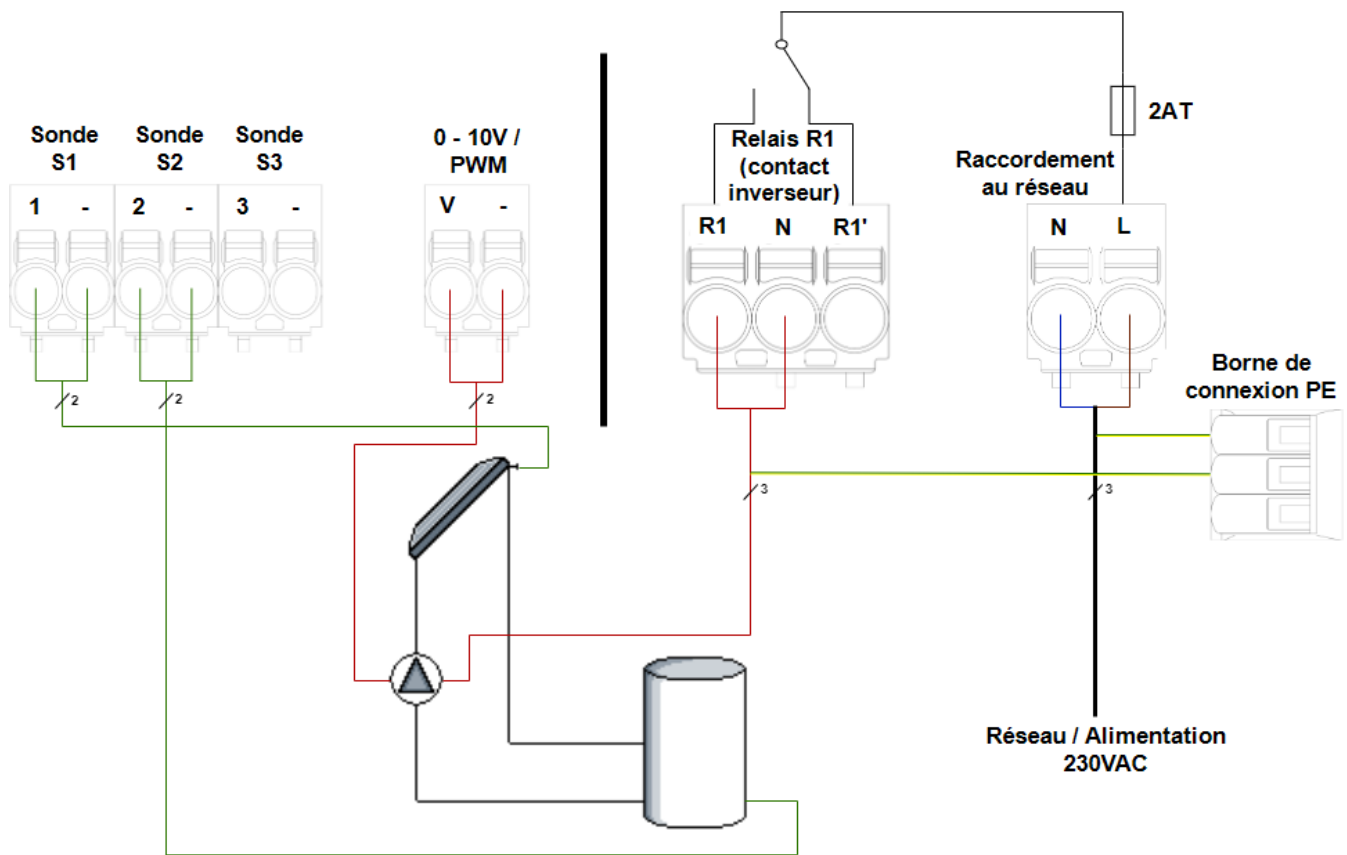 Sonde
S1
Sonde
S2
Sonde
S3
0 - 10V /
PWM
1 - 2 - 3 -
V -
Relais R1
(contact
inverseur)
R1 N R1'
2AT
Raccordement
au réseau
N L
Borne de
connexion PE
2
2
2
3
3
Réseau / Alimentation
230VAC